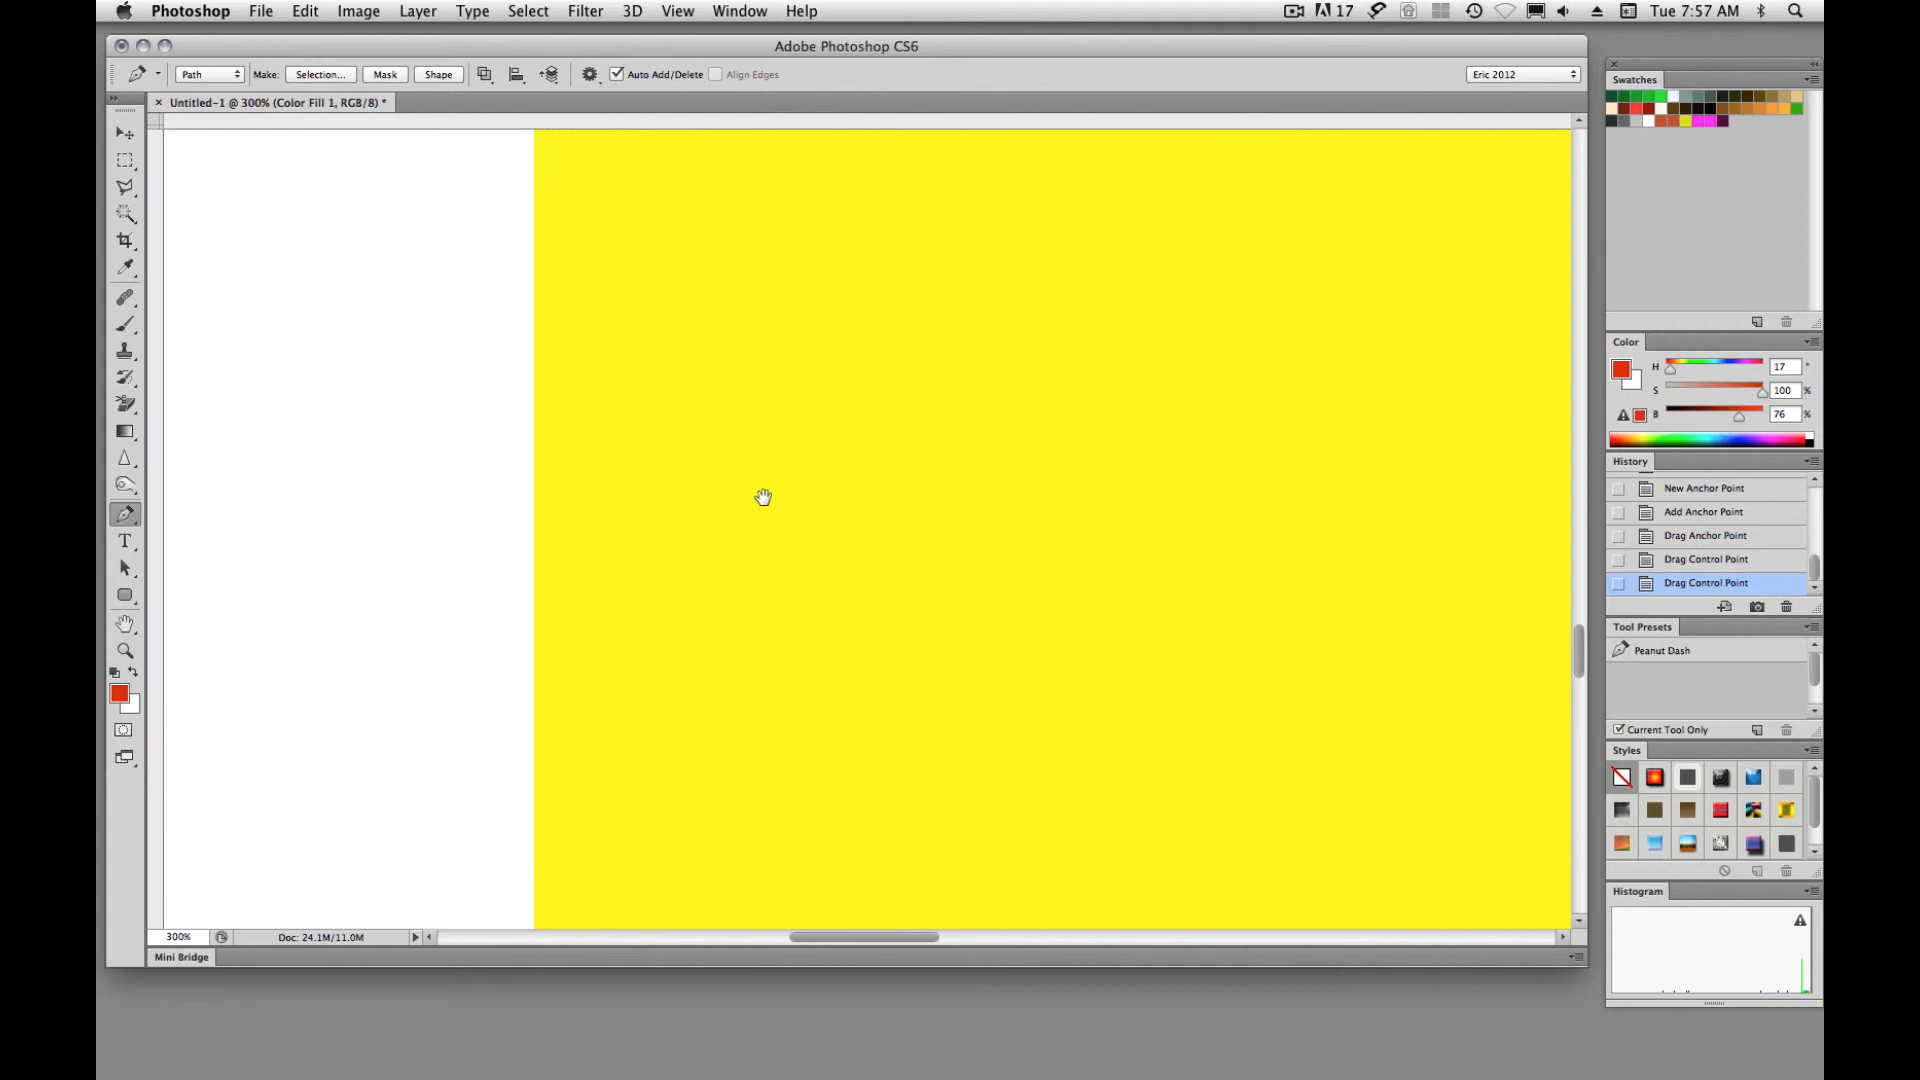 Photoshop File Edit Image Layer Type Select Filter 3D View Window Help 17 Tue 7:57 AM
Adobe Photoshop CS6
Path Make: Selection... Mask Shape Auto Add/Delete Align Edges Eric 2012
× Untitled-1 @ 300% (Color Fill 1, RGB/8) *
Swatches
Color
H 17 °
S 100 %
B 76 %
History
New Anchor Point
Add Anchor Point
Drag Anchor Point
Drag Control Point
Drag Control Point
Tool Presets
Peanut Dash
Current Tool Only
Styles
Histogram
300% Doc: 24.1M/11.0M
Mini Bridge